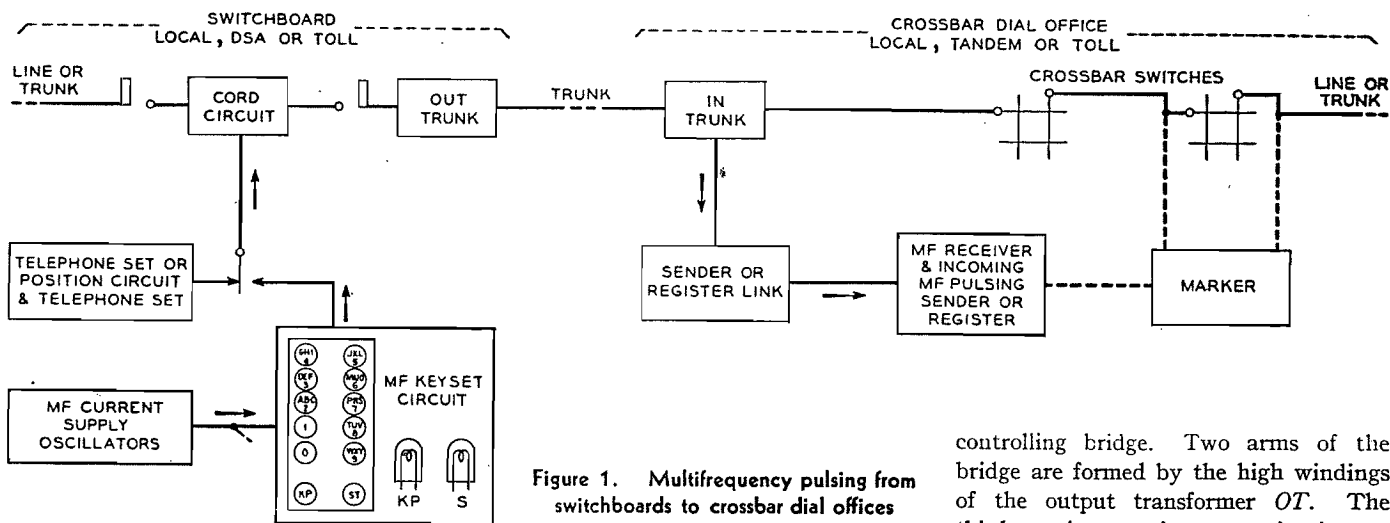 SWITCHBOARD
LOCAL, DSA OR TOLL
CROSSBAR DIAL OFFICE
LOCAL, TANDEM OR TOLL
LINE OR
TRUNK
CORD
CIRCUIT
OUT
TRUNK
TRUNK
IN
TRUNK
CROSSBAR SWITCHES
LINE OR
TRUNK
TELEPHONE SET OR
POSITION CIRCUIT
& TELEPHONE SET
SENDER OR
REGISTER LINK
MF RECEIVER
& INCOMING
MF PULSING
SENDER OR
REGISTER
MARKER
MF CURRENT
SUPPLY
OSCILLATORS
GHI
4
JKL
5
DEF
3
MNO
6
ABC
2
PRS
7
1
TUV
8
0
WXY
9
KP
ST
MF KEYSET
CIRCUIT
KP
S
Figure 1. Multifrequency pulsing from
switchboards to crossbar dial offices
controlling bridge. Two arms of the
bridge are formed by the high windings
of the output transformer OT. The